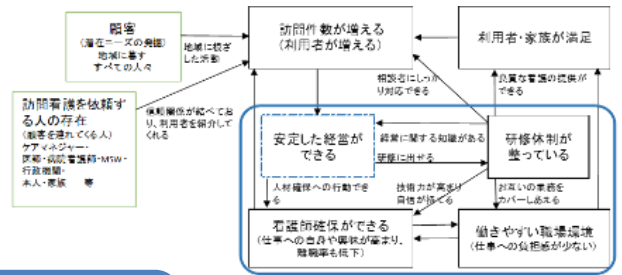 顧客
(潜在ニーズの発掘)
地域に暮す
すべての人々
地域に根ざ
した活動
訪問件数が増える
(利用者が増える)
利用者・家族が満足
訪問看護を依頼す
る人の存在
(顧客を連れてくる人)
ケアマネジャー・
医師・病院看護師・MSW・
行政機関・
本人・家族　等
信頼関係が結べてお
り、利用者を紹介して
くれる
相談者にしっか
り対応できる
良質な看護の提供が
できる
安定した経営が
できる
経営に関する知識がある
研修に出せる
研修体制が
整っている
人材確保への行動でき
る
技術力が高まり
自信が持てる
お互いの業務を
カバーしあえる
看護師確保ができる
(仕事への自身や興味が高まり、
離職率も低下)
働きやすい職場環境
(仕事への負担感が少ない)